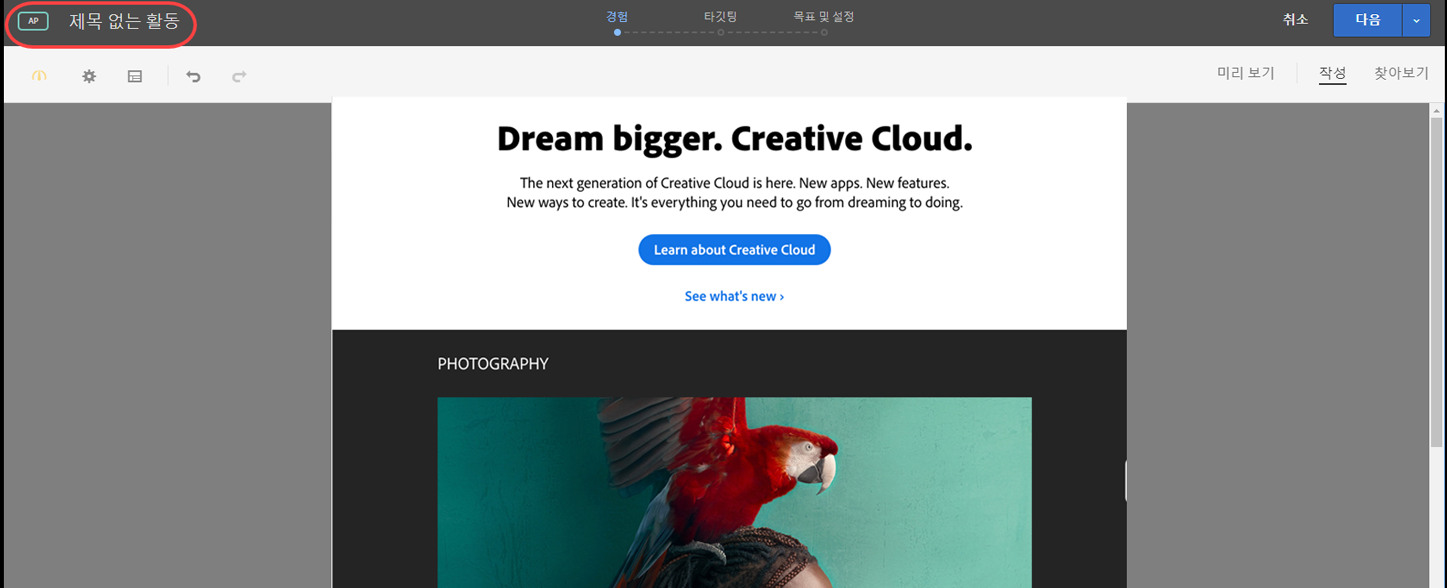 AP 제목 없는 활동
경험 타깃팅 목표 및 설정
취소 다음
미리 보기 작성 찾아보기
Dream bigger. Creative Cloud.
The next generation of Creative Cloud is here. New apps. New features.
New ways to create. It's everything you need to go from dreaming to doing.
Learn about Creative Cloud
See what's new ›
PHOTOGRAPHY